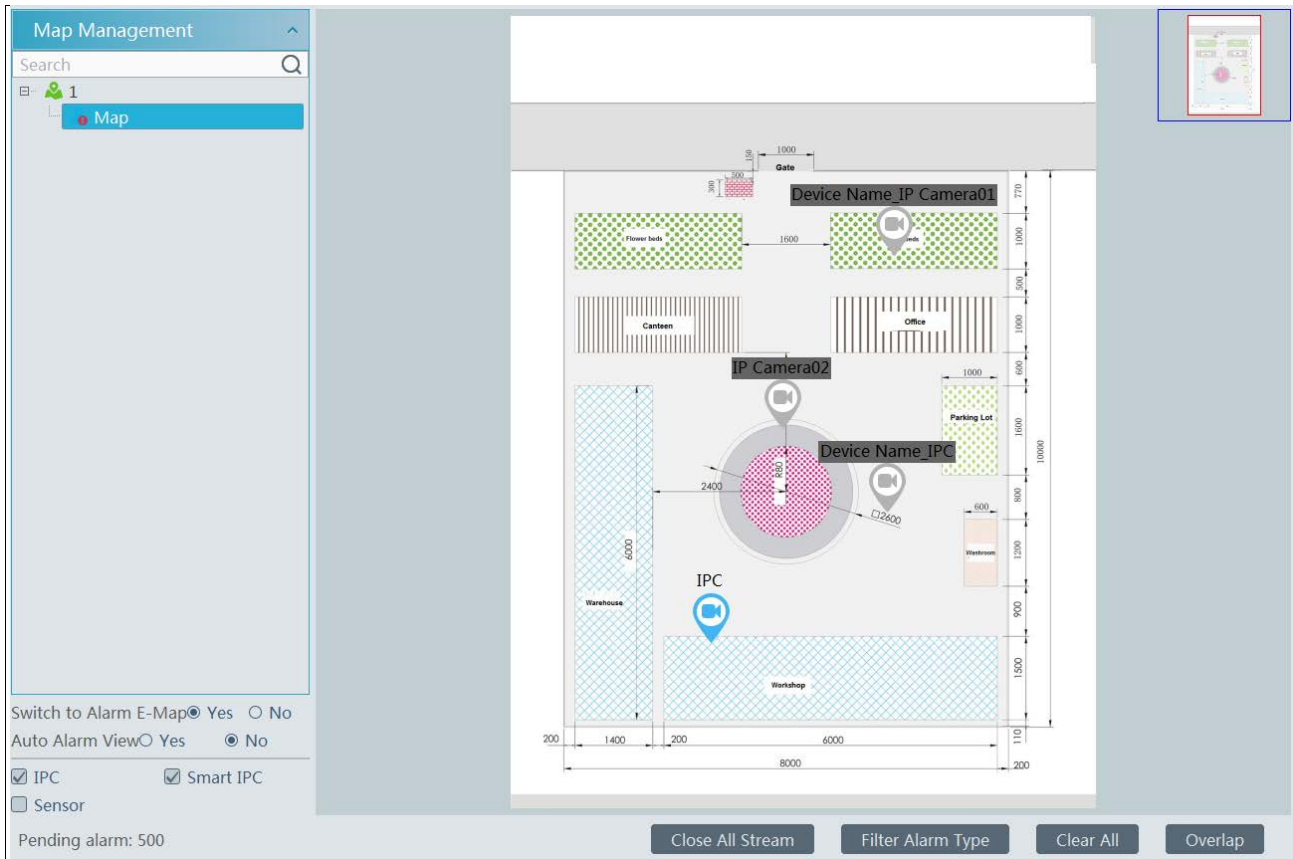 Map Management
Search
1
Map
Switch to Alarm E-Map Yes No
Auto Alarm View Yes No
IPC Smart IPC
Sensor
Pending alarm: 500
Close All Stream Filter Alarm Type Clear All Overlap
150 1000
Gate
300 500
770
Device Name_IP Camera01
Flower beds 1600 beds 1000
500
Canteen Office 1000
IP Camera02 600
1000
Parking Lot 1600
10000
Device Name_IPC
R80
2400 800
□2600 600
6000 1200
IPC
Warehouse 900
Workshop 1500
200 1400 200 6000 110
8000 200